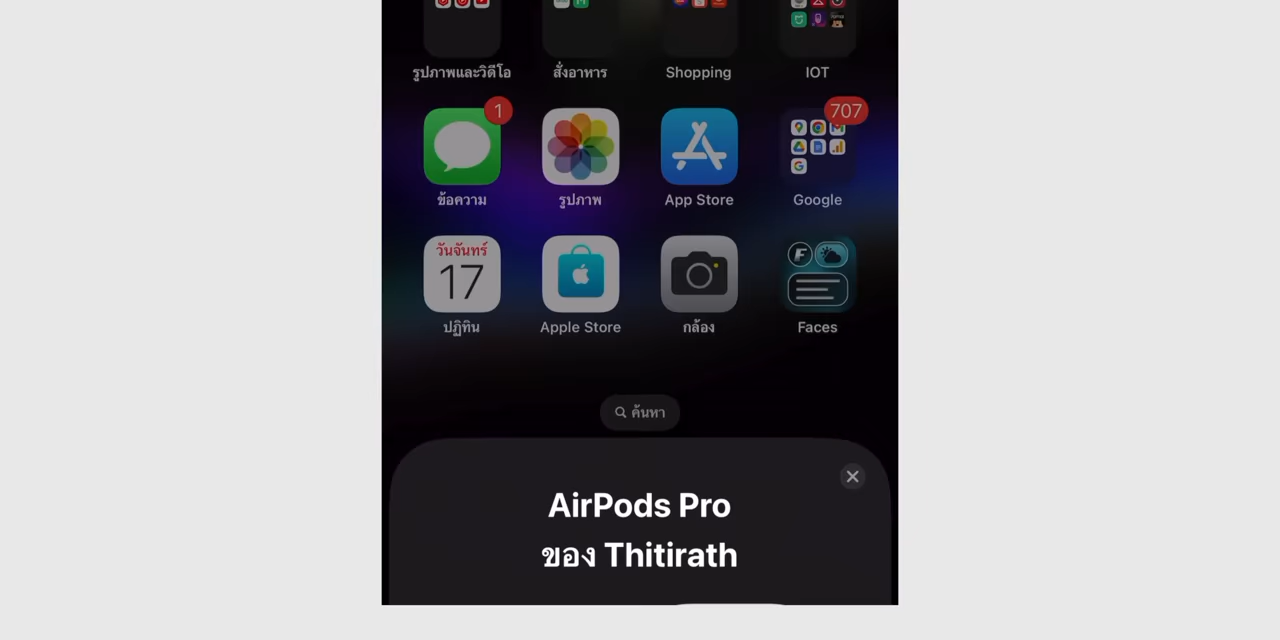 รูปภาพและวิดีโอ สั่งอาหาร Shopping IOT
1 707
ข้อความ รูปภาพ App Store Google
วันจันทร์
17
F
ปฏิทิน Apple Store กล้อง Faces
ค้นหา
AirPods Pro
ของ Thitirath